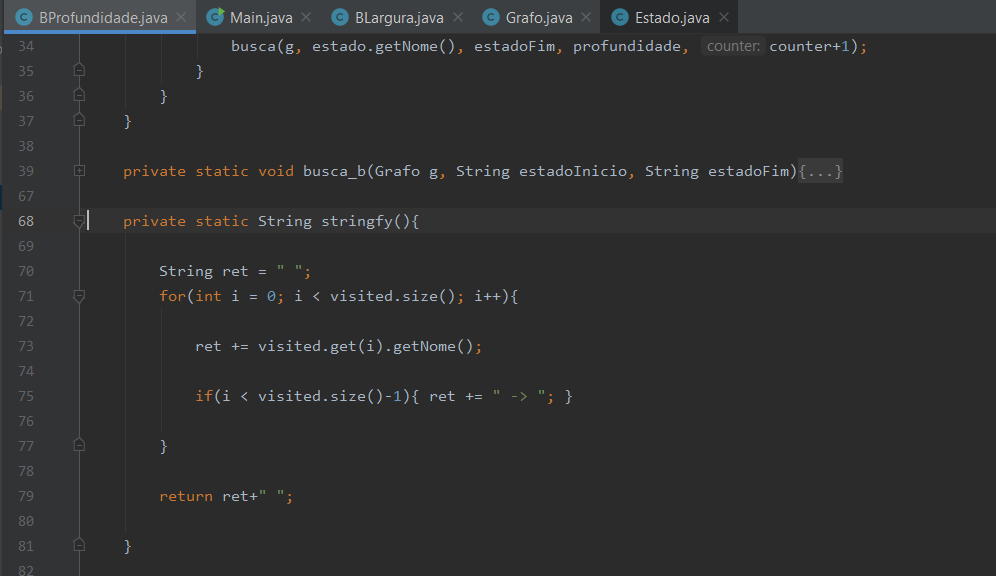 BProfundidade.java Main.java BLargura.java Grafo.java Estado.java
34 busca(g, estado.getNome(), estadoFim, profundidade, counter: counter+1);
35 }
36 }
37 }
38
39 private static void busca_b(Grafo g, String estadoInicio, String estadoFim){...}
67
68 private static String stringfy(){
69
70 String ret = " ";
71 for(int i = 0; i < visited.size(); i++){
72
73 ret += visited.get(i).getNome();
74
75 if(i < visited.size()-1){ ret += " -> "; }
76
77 }
78
79 return ret+" ";
80
81 }
82